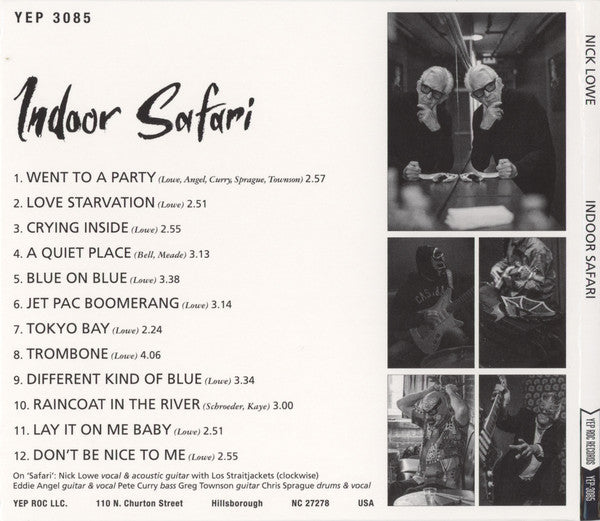 YEP 3085
Indoor Safari
1. WENT TO A PARTY (Lowe, Angel, Curry, Sprague, Townson) 2.57
2. LOVE STARVATION (Lowe) 2.51
3. CRYING INSIDE (Lowe) 2.55
4. A QUIET PLACE (Bell, Meade) 3.13
5. BLUE ON BLUE (Lowe) 3.38
6. JET PAC BOOMERANG (Lowe) 3.14
7. TOKYO BAY (Lowe) 2.24
8. TROMBONE (Lowe) 4.06
9. DIFFERENT KIND OF BLUE (Lowe) 3.34
10. RAINCOAT IN THE RIVER (Schroeder, Kaye) 3.00
11. LAY IT ON ME BABY (Lowe) 2.51
12. DON'T BE NICE TO ME (Lowe) 2.55
On 'Safari': Nick Lowe vocal & acoustic guitar with Los Straitjackets (clockwise)
Eddie Angel guitar & vocal Pete Curry bass Greg Townson guitar Chris Sprague drums & vocal
YEP ROC LLC. 110 N. Churton Street Hillsborough NC 27278 USA
NICK LOWE
INDOOR SAFARI
YEP ROC RECORDS
YEP 3085